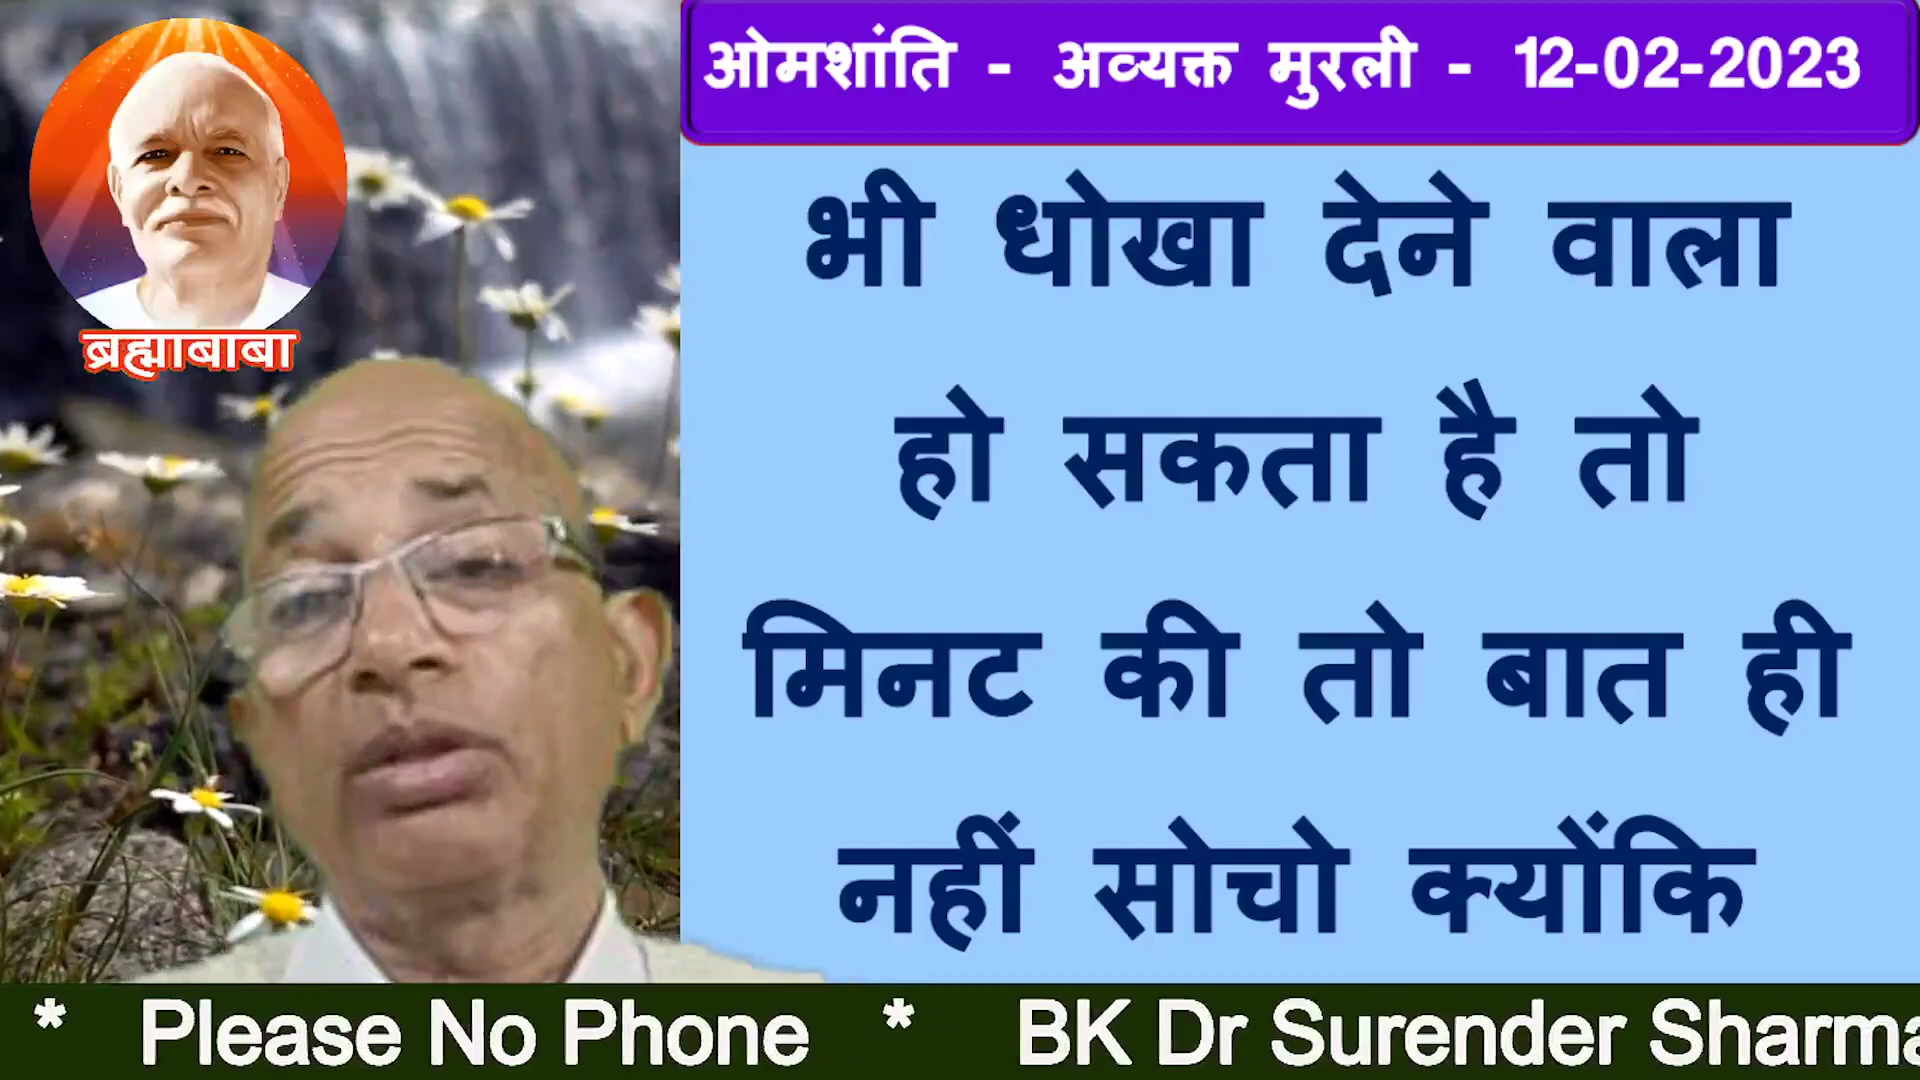 ओमशांति - अव्यक्त मुरली - 12-02-2023
ब्रह्माबाबा
भी धोखा देने वाला
हो सकता है तो
मिनट की तो बात ही
नहीं सोचो क्योंकि
* Please No Phone * BK Dr Surender Sharma